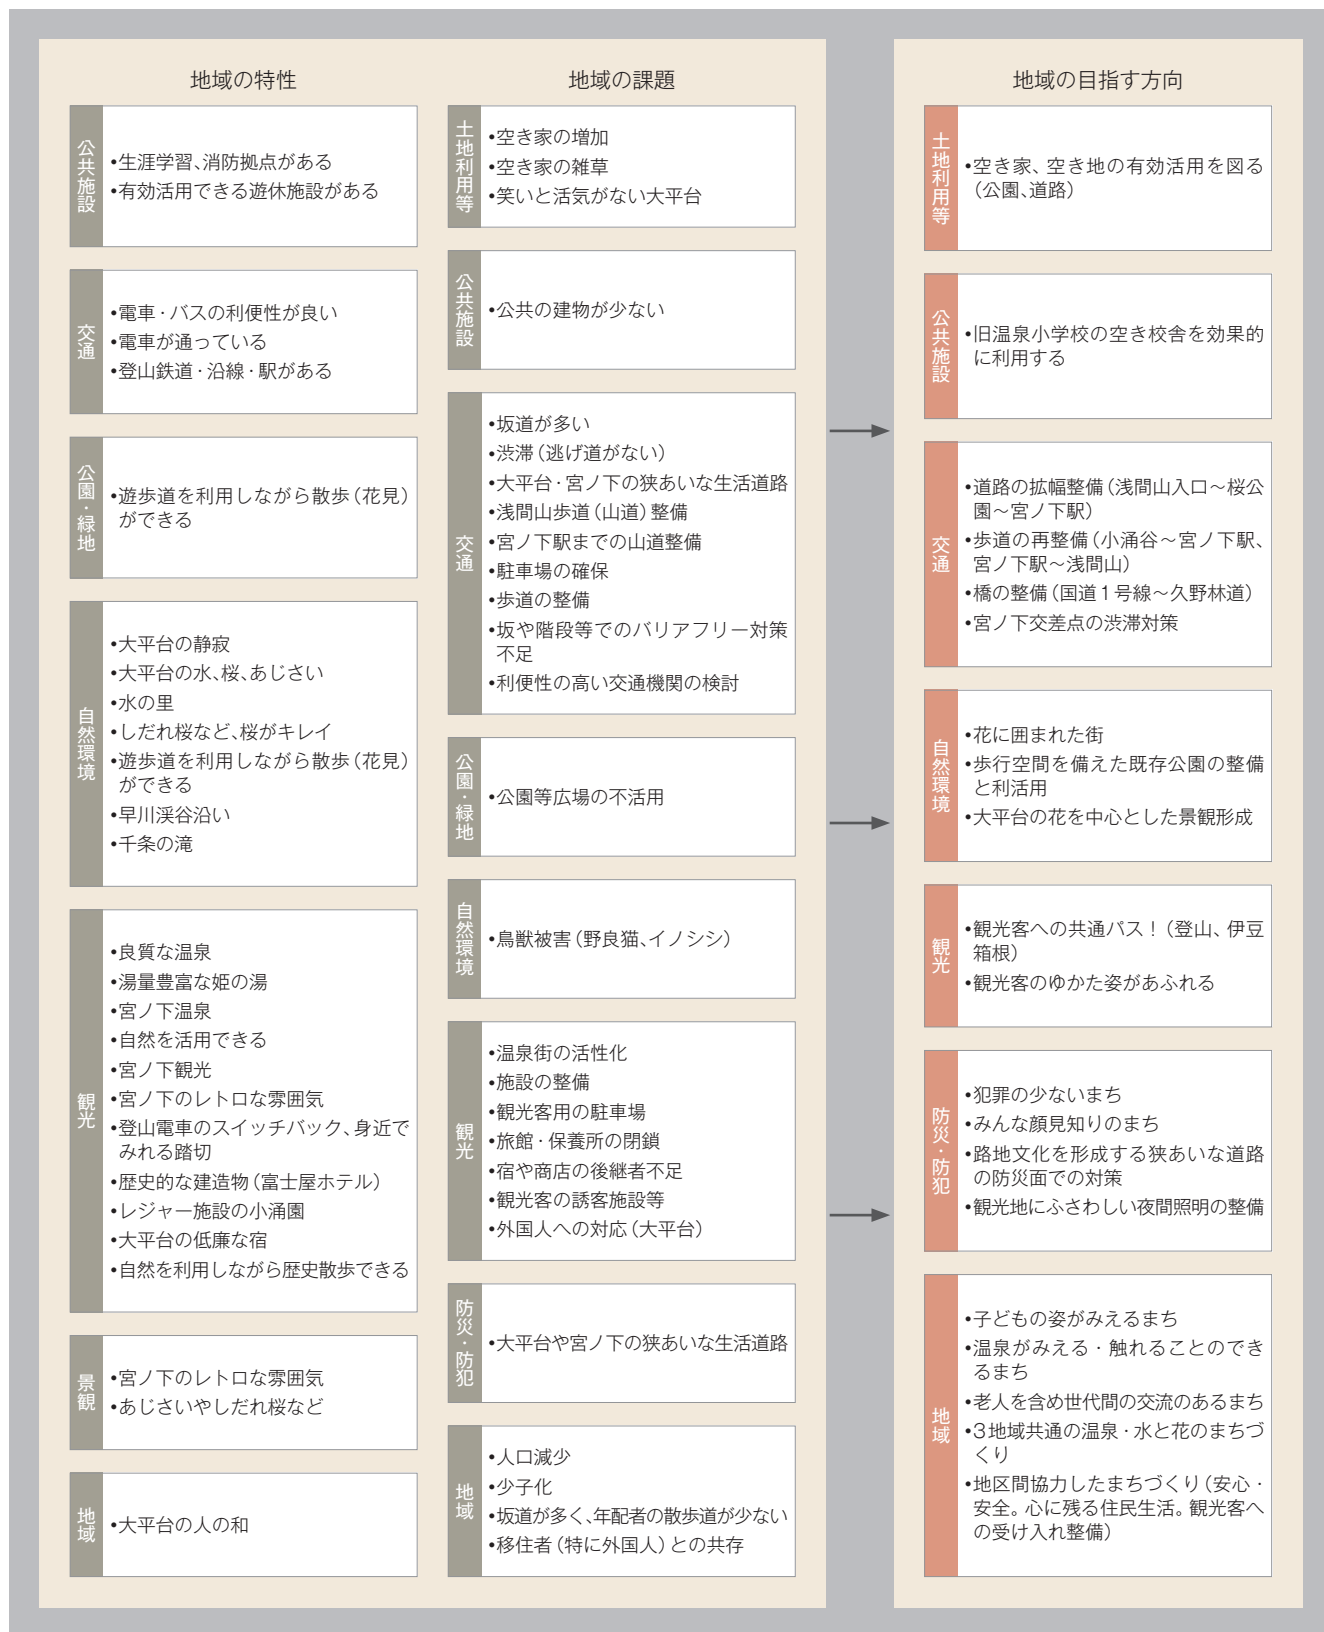 地域の特性
公共施設
•生涯学習、消防拠点がある
•有効活用できる遊休施設がある
交通
•電車・バスの利便性が良い
•電車が通っている
•登山鉄道・沿線・駅がある
公園・緑地
•遊歩道を利用しながら散歩（花見）
ができる
自然環境
•大平台の静寂
•大平台の水、桜、あじさい
•水の里
•しだれ桜など、桜がキレイ
•遊歩道を利用しながら散歩（花見）
ができる
•早川渓谷沿い
•千条の滝
観光
•良質な温泉
•湯量豊富な姫の湯
•宮ノ下温泉
•自然を活用できる
•宮ノ下観光
•宮ノ下のレトロな雰囲気
•登山電車のスイッチバック、身近で
みれる踏切
•歴史的な建造物（富士屋ホテル）
•レジャー施設の小涌園
•大平台の低廉な宿
•自然を利用しながら歴史散歩できる
景観
•宮ノ下のレトロな雰囲気
•あじさいやしだれ桜など
地域
•大平台の人の和
地域の課題
土地利用等
•空き家の増加
•空き家の雑草
•笑いと活気がない大平台
公共施設
•公共の建物が少ない
交通
•坂道が多い
•渋滞（逃げ道がない）
•大平台・宮ノ下の狭あいな生活道路
•浅間山歩道（山道）整備
•宮ノ下駅までの山道整備
•駐車場の確保
•歩道の整備
•坂や階段等でのバリアフリー対策
不足
•利便性の高い交通機関の検討
公園・緑地
•公園等広場の不活用
自然環境
•鳥獣被害（野良猫、イノシシ）
観光
•温泉街の活性化
•施設の整備
•観光客用の駐車場
•旅館・保養所の閉鎖
•宿や商店の後継者不足
•観光客の誘客施設等
•外国人への対応（大平台）
防災・防犯
•大平台や宮ノ下の狭あいな生活道路
地域
•人口減少
•少子化
•坂道が多く、年配者の散歩道が少ない
•移住者（特に外国人）との共存
地域の目指す方向
土地利用等
•空き家、空き地の有効活用を図る
（公園、道路）
公共施設
•旧温泉小学校の空き校舎を効果的
に利用する
交通
•道路の拡幅整備（浅間山入口～桜公
園～宮ノ下駅）
•歩道の再整備（小涌谷～宮ノ下駅、
宮ノ下駅～浅間山）
•橋の整備（国道1号線～久野林道）
•宮ノ下交差点の渋滞対策
自然環境
•花に囲まれた街
•歩行空間を備えた既存公園の整備
と利活用
•大平台の花を中心とした景観形成
観光
•観光客への共通パス！（登山、伊豆
箱根）
•観光客のゆかた姿があふれる
防災・防犯
•犯罪の少ないまち
•みんな顔見知りのまち
•路地文化を形成する狭あいな道路
の防災面での対策
•観光地にふさわしい夜間照明の整備
地域
•子どもの姿がみえるまち
•温泉がみえる・触れることのでき
るまち
•老人を含め世代間の交流のあるまち
•3地域共通の温泉・水と花のまちづ
くり
•地区間協力したまちづくり（安心・
安全。心に残る住民生活。観光客へ
の受け入れ整備）